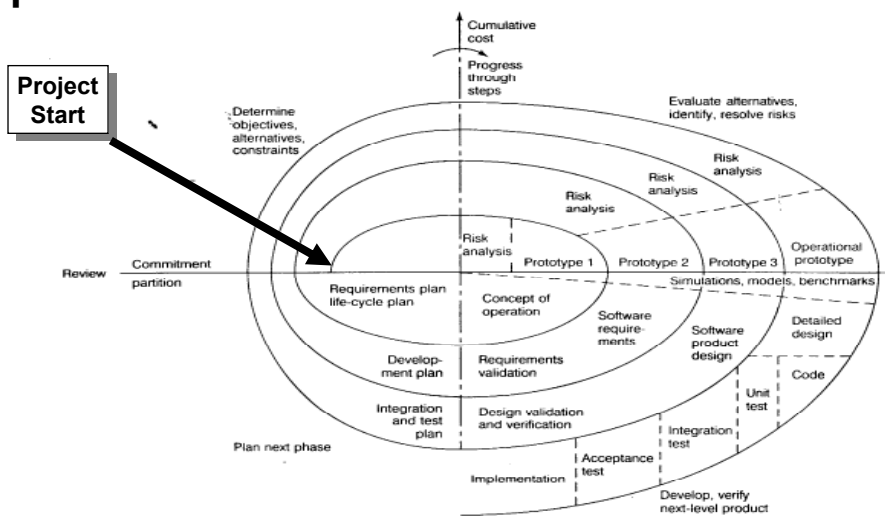 Cumulative
cost
Progress
through
steps
Project
Start
Evaluate alternatives,
identify, resolve risks
Determine
objectives,
alternatives,
constraints
Risk
analysis
Risk
analysis
Risk
analysis
Risk
analysis
Operational
prototype
Prototype 1
Prototype 2
Prototype 3
Review
Commitment
partition
Simulations, models, benchmarks
Requirements plan
life-cycle plan
Concept of
operation
Software
require-
ments
Software
product
design
Detailed
design
Develop-
ment plan
Requirements
validation
Code
Unit
test
Integration
and test
plan
Design validation
and verification
Integration
test
Plan next phase
Acceptance
test
Implementation
Develop, verify
next-level product